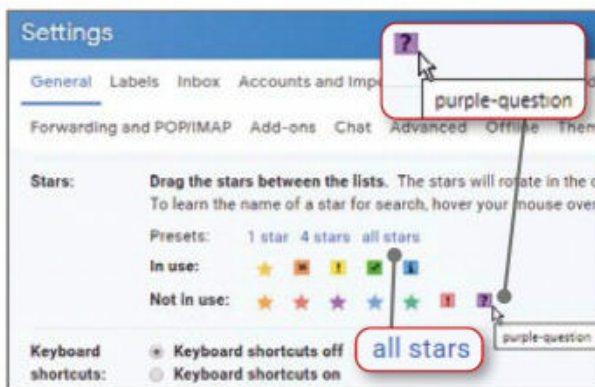 Settings
?
purple-question
General Labels Inbox Accounts and Impo
Forwarding and POP/IMAP Add-ons Chat Advanced Offline Them
Stars: Drag the stars between the lists. The stars will rotate in the
To learn the name of a star for search, hover your mouse over
Presets: 1 star 4 stars all stars
In use: ! i
Not in use: ! ?
purple-question
all stars
Keyboard shortcuts: Keyboard shortcuts off
Keyboard shortcuts on